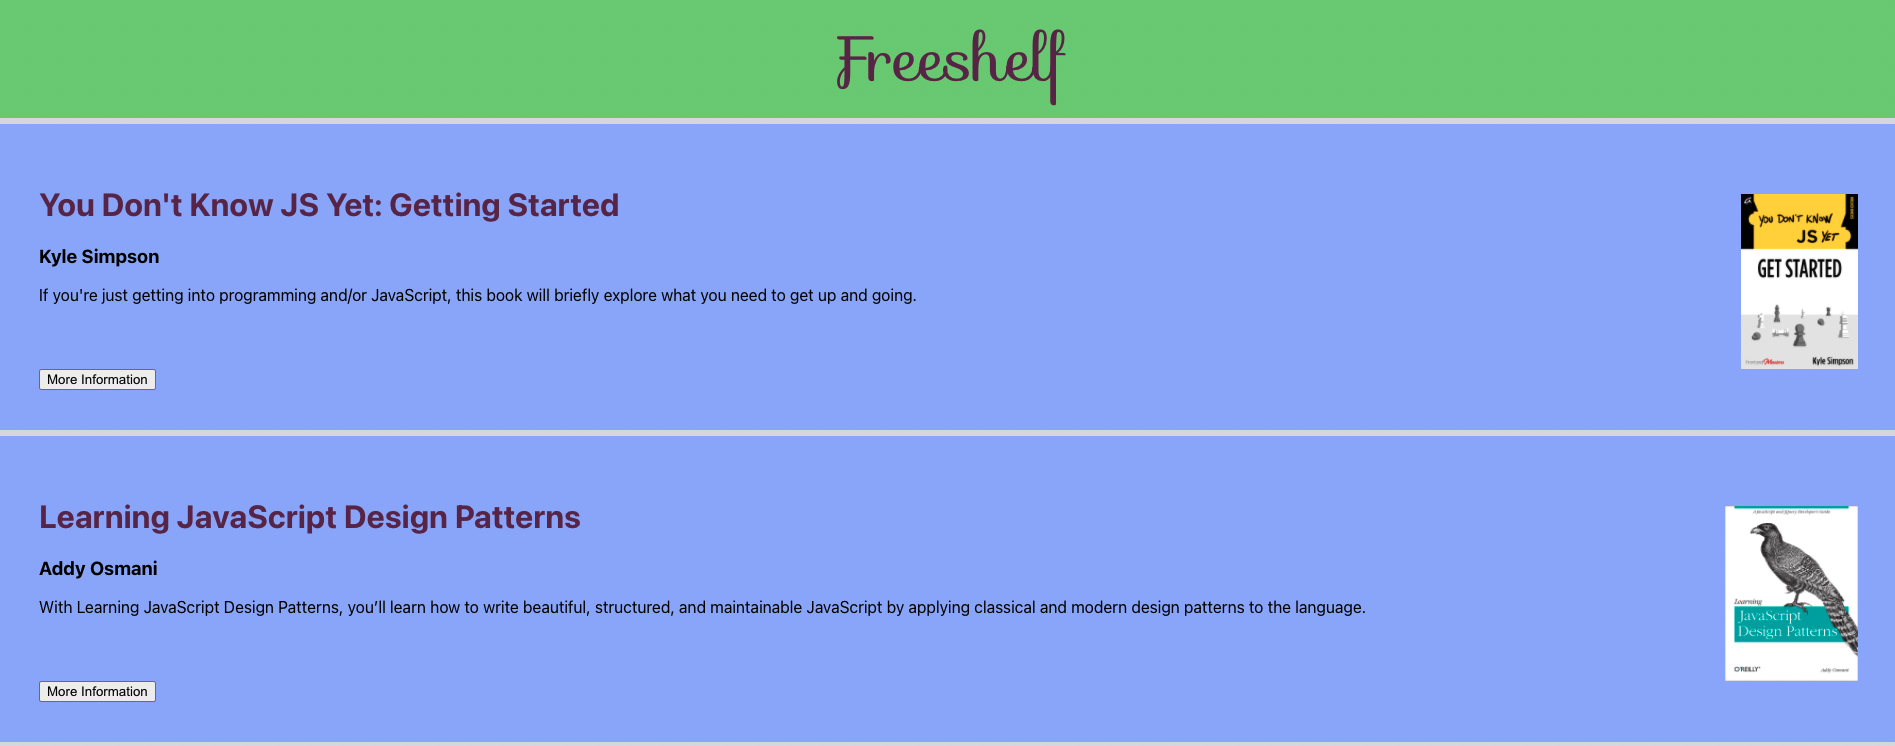 Freeshelf
You Don't Know JS Yet: Getting Started
Kyle Simpson
If you're just getting into programming and/or JavaScript, this book will briefly explore what you need to get up and going.
More Information
YOU DON'T KNOW
JS YET
GET STARTED
Kyle Simpson
Learning JavaScript Design Patterns
Addy Osmani
With Learning JavaScript Design Patterns, you’ll learn how to write beautiful, structured, and maintainable JavaScript by applying classical and modern design patterns to the language.
More Information
Learning
JavaScript
Design Patterns
O'REILLY
Addy Osmani